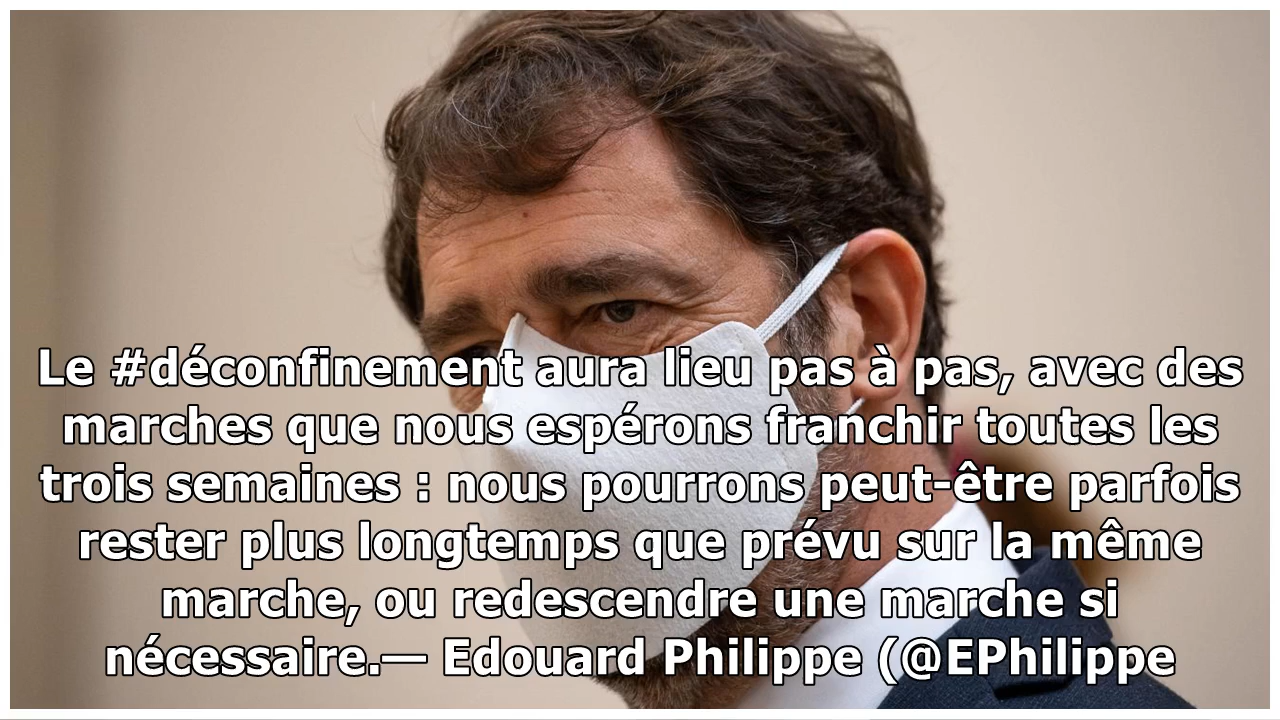 Le #déconfinement aura lieu pas à pas, avec des
marches que nous espérons franchir toutes les
trois semaines : nous pourrons peut-être parfois
rester plus longtemps que prévu sur la même
marche, ou redescendre une marche si
nécessaire.— Edouard Philippe (@EPhilippe